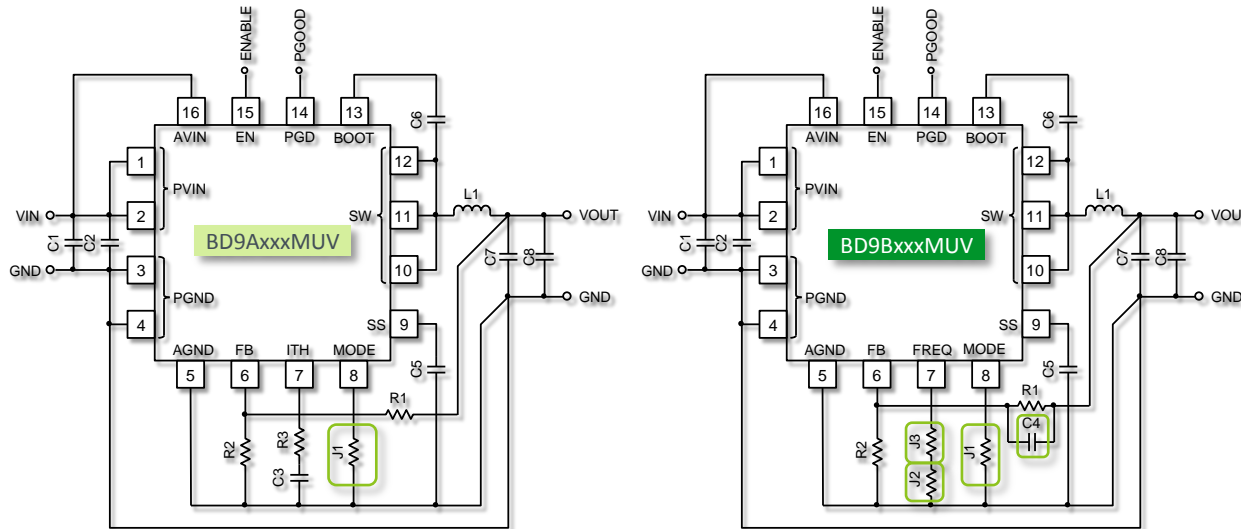 ENABLE
PGOOD
16
15
14
13
AVIN
EN
PGD
BOOT
C6
1
PVIN
2
12
SW
11
10
L1
VOUT
VIN
C1
C2
BD9AxxxMUV
GND
3
PGND
4
C7
C8
GND
SS
9
AGND
FB
ITH
MODE
5
6
7
8
C5
R1
R2
R3
C3
J1
ENABLE
PGOOD
16
15
14
13
AVIN
EN
PGD
BOOT
C6
1
PVIN
2
12
SW
11
10
L1
VOU
VIN
C1
C2
BD9BxxxMUV
GND
3
PGND
4
C7
C8
GND
SS
9
AGND
FB
FREQ
MODE
5
6
7
8
C5
R1
C4
R2
J3
J2
J1